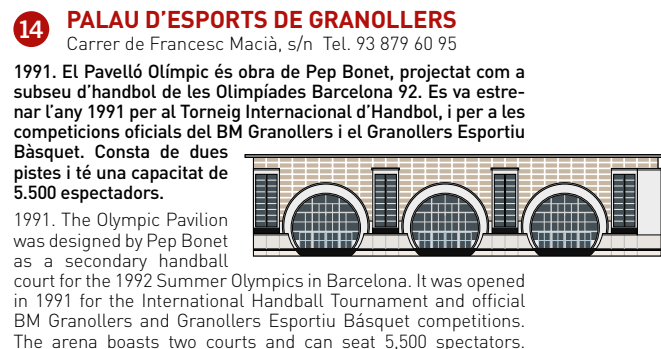 14
PALAU D'ESPORTS DE GRANOLLERS
Carrer de Francesc Macià, s/n Tel. 93 879 60 95
1991. El Pavelló Olímpic és obra de Pep Bonet, projectat com a
subseu d'handbol de les Olimpíades Barcelona 92. Es va estre-
nar l'any 1991 per al Torneig Internacional d'Handbol, i per a les
competicions oficials del BM Granollers i el Granollers Esportiu
Bàsquet. Consta de dues
pistes i té una capacitat de
5.500 espectadors.
1991. The Olympic Pavilion
was designed by Pep Bonet
as a secondary handball
court for the 1992 Summer Olympics in Barcelona. It was opened
in 1991 for the International Handball Tournament and official
BM Granollers and Granollers Esportiu Básquet competitions.
The arena boasts two courts and can seat 5,500 spectators.